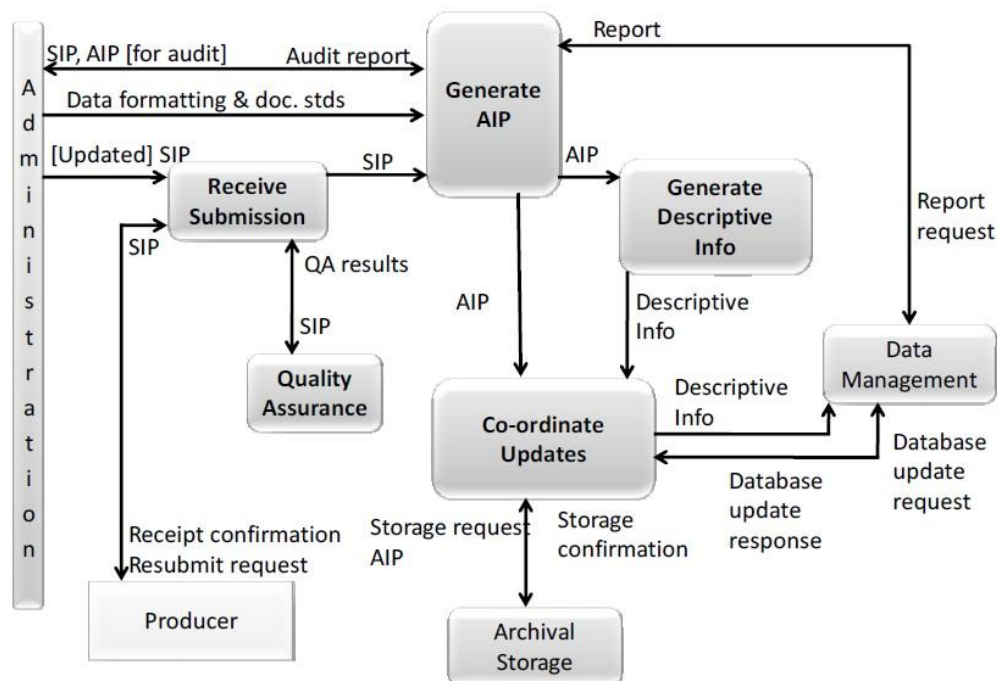 Administration
SIP, AIP [for audit]
Audit report
Data formatting & doc. stds
[Updated] SIP
Receive
Submission
SIP
SIP
Generate
AIP
Report
AIP
Generate
Descriptive
Info
Report
request
QA results
SIP
Quality
Assurance
AIP
Descriptive
Info
Data
Management
Co-ordinate
Updates
Descriptive
Info
Database
update
response
Database
update
request
Receipt confirmation
Resubmit request
Producer
Storage request
AIP
Storage
confirmation
Archival
Storage